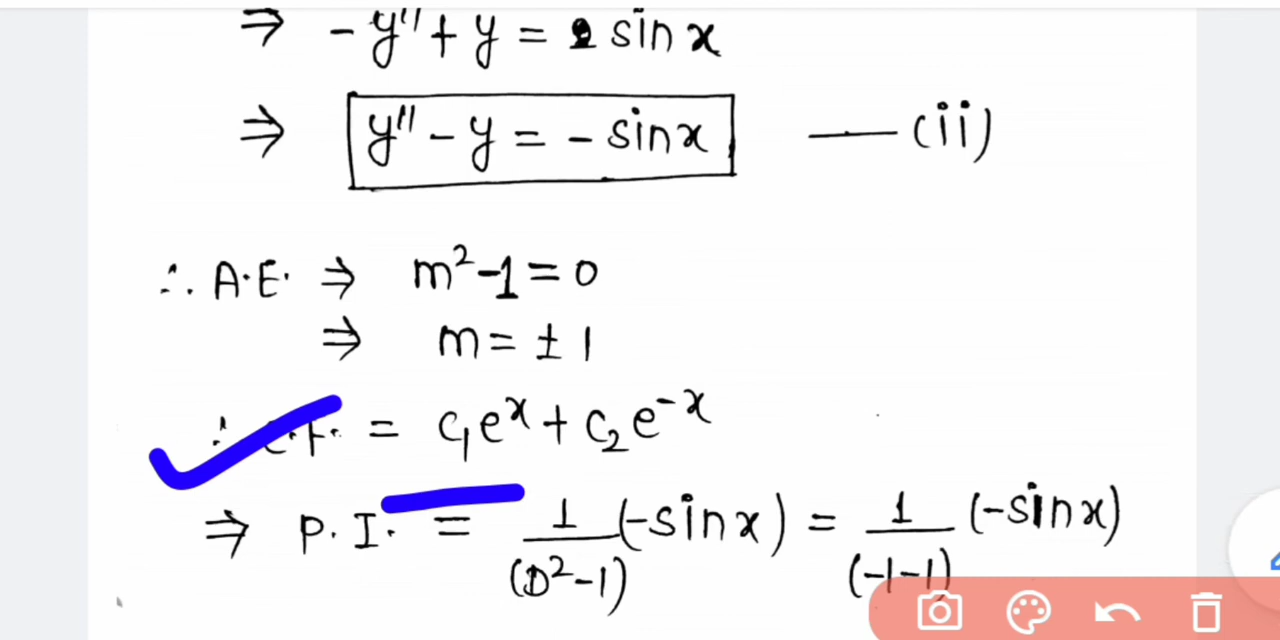 ⇒ -y''+y = sin x
⇒ y''-y = - sin x —(ii)
∴ A.E. ⇒ m²-1=0
⇒ m= ±1
∴ C.F. = c₁eˣ + c₂e⁻ˣ
⇒ P.I. = 1/(D²-1) (-sin x) = 1/(-1-1) (-sin x)